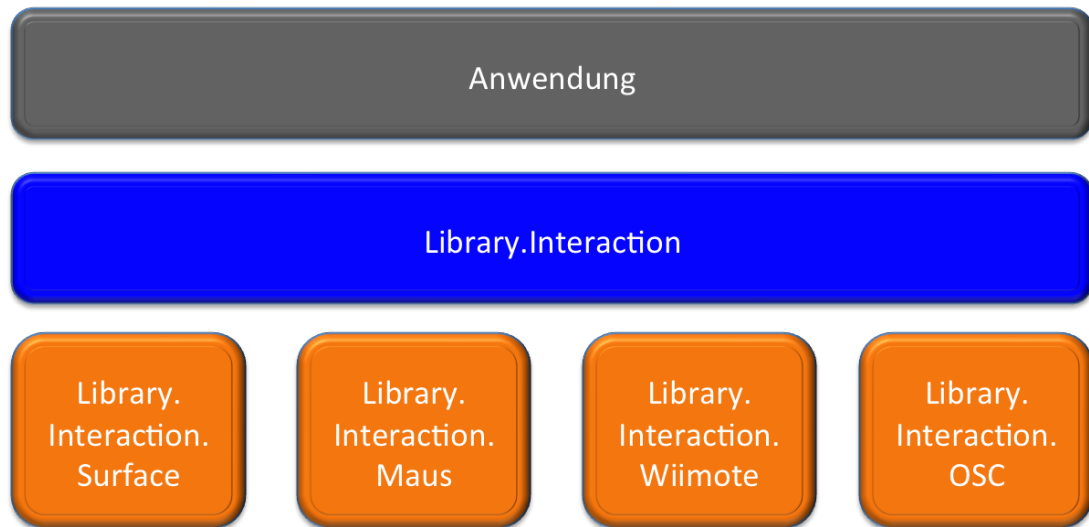 Anwendung
Library.Interaction
Library.
Interaction.
Surface
Library.
Interaction.
Maus
Library.
Interaction.
Wiimote
Library.
Interaction.
OSC